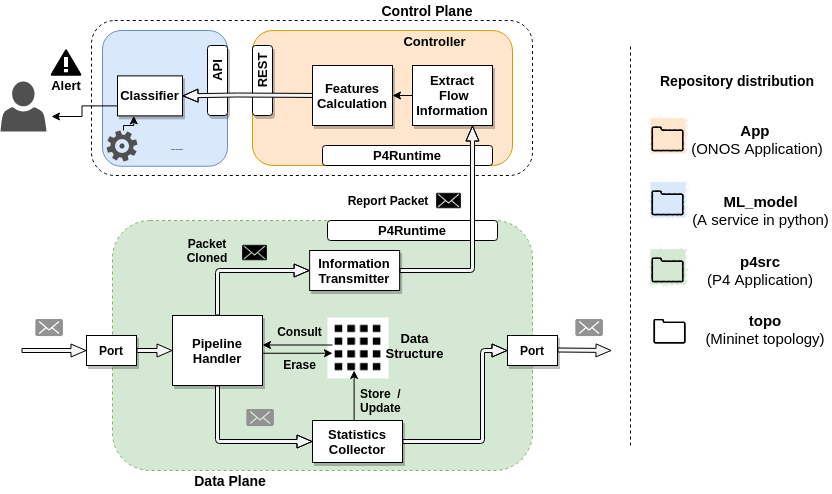 Control Plane
Controller
API
REST
Alert
Classifier
Features
Calculation
Extract
Flow
Information
P4Runtime
Report Packet
P4Runtime
Packet
Cloned
Information
Transmitter
Port
Pipeline
Handler
Consult
Erase
Data
Structure
Port
Store /
Update
Statistics
Collector
Data Plane
Repository distribution
App
(ONOS Application)
ML_model
(A service in python)
p4src
(P4 Application)
topo
(Mininet topology)